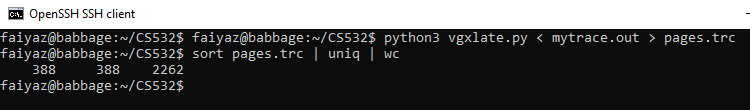 OpenSSH SSH client
faiyaz@babbage:~/CS532$ faiyaz@babbage:~/CS532$ python3 vgxlate.py < mytrace.out > pages.trc
faiyaz@babbage:~/CS532$ sort pages.trc | uniq | wc
    388     388    2262
faiyaz@babbage:~/CS532$